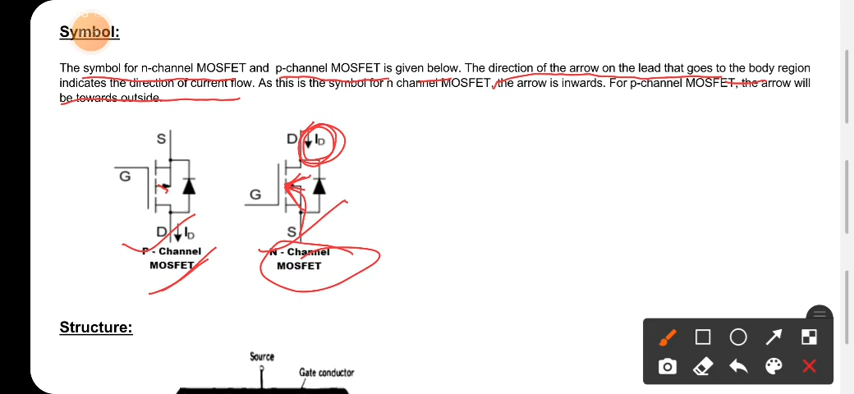 Symbol:
The symbol for n-channel MOSFET and p-channel MOSFET is given below. The direction of the arrow on the lead that goes to the body region
indicates the direction of current flow. As this is the symbol for n channel MOSFET, the arrow is inwards. For p-channel MOSFET, the arrow will
be towards outside.
S
G
D
ID
P - Channel
MOSFET
D
ID
G
S
N - Channel
MOSFET
Structure:
Source
Gate conductor